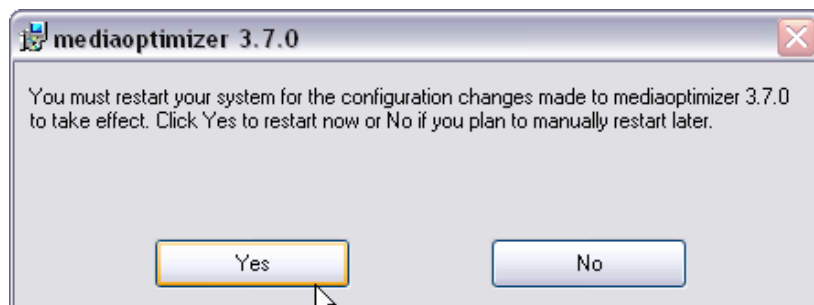 mediaoptimizer 3.7.0
You must restart your system for the configuration changes made to mediaoptimizer 3.7.0
to take effect. Click Yes to restart now or No if you plan to manually restart later.
Yes No